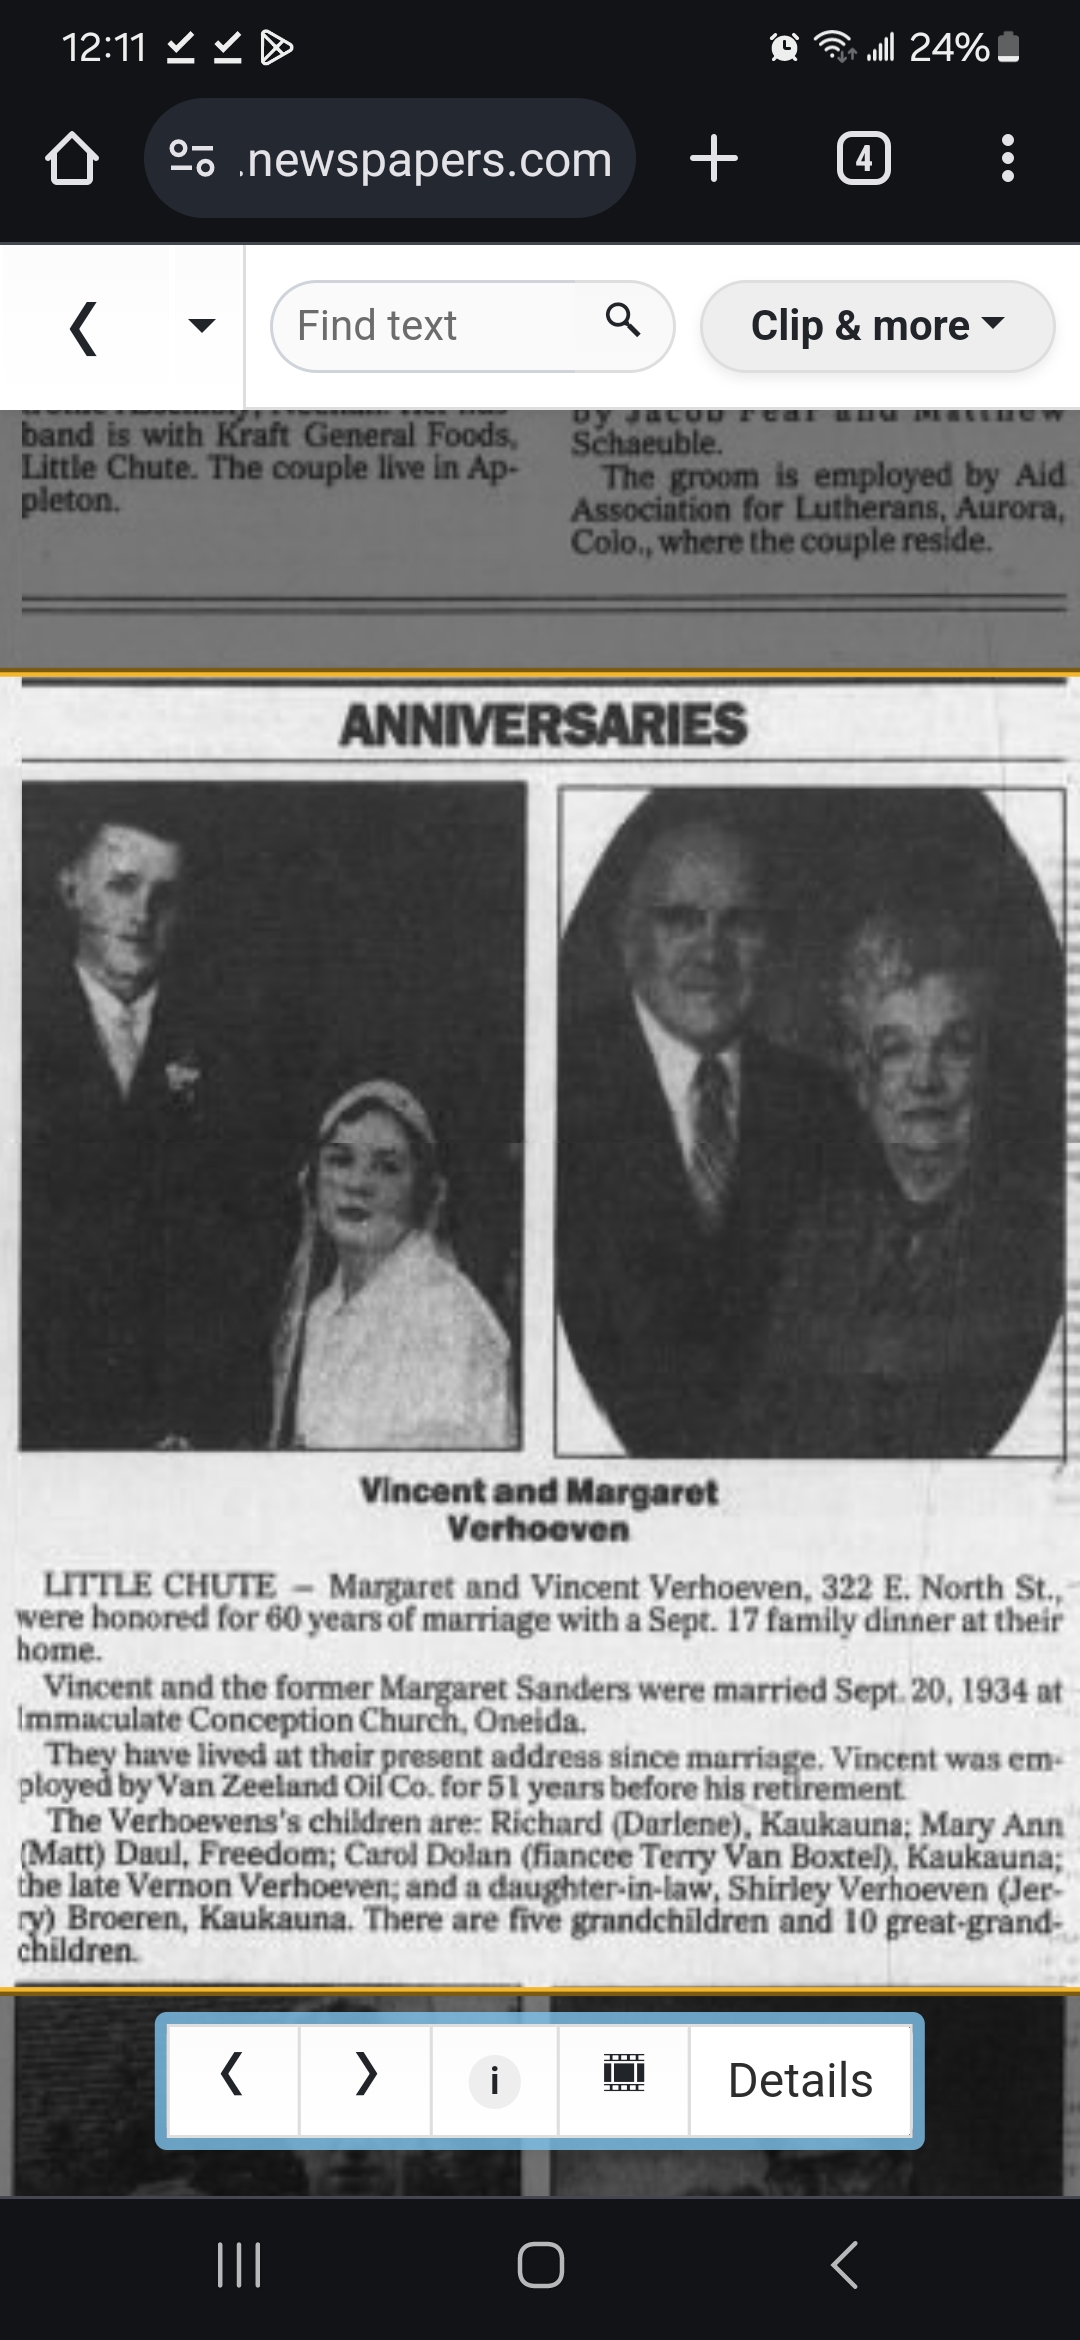 12:11
24%
.newspapers.com
4
Find text
Clip & more
band is with Kraft General Foods,
Little Chute. The couple live in Ap-
pleton.
by Jacob Fear and Matthew
Schaeuble.
The groom is employed by Aid
Association for Lutherans, Aurora,
Colo., where the couple reside.
ANNIVERSARIES
Vincent and Margaret
Verhoeven
LITTLE CHUTE — Margaret and Vincent Verhoeven, 322 E. North St.,
were honored for 60 years of marriage with a Sept. 17 family dinner at their
home.
Vincent and the former Margaret Sanders were married Sept. 20, 1934 at
Immaculate Conception Church, Oneida.
They have lived at their present address since marriage. Vincent was em-
ployed by Van Zeeland Oil Co. for 51 years before his retirement.
The Verhoevens's children are: Richard (Darlene), Kaukauna; Mary Ann
(Matt) Daul, Freedom; Carol Dolan (fiancee Terry Van Boxtel), Kaukauna;
the late Vernon Verhoeven; and a daughter-in-law, Shirley Verhoeven (Jer-
ry) Broeren, Kaukauna. There are five grandchildren and 10 great-grand-
children.
i
Details